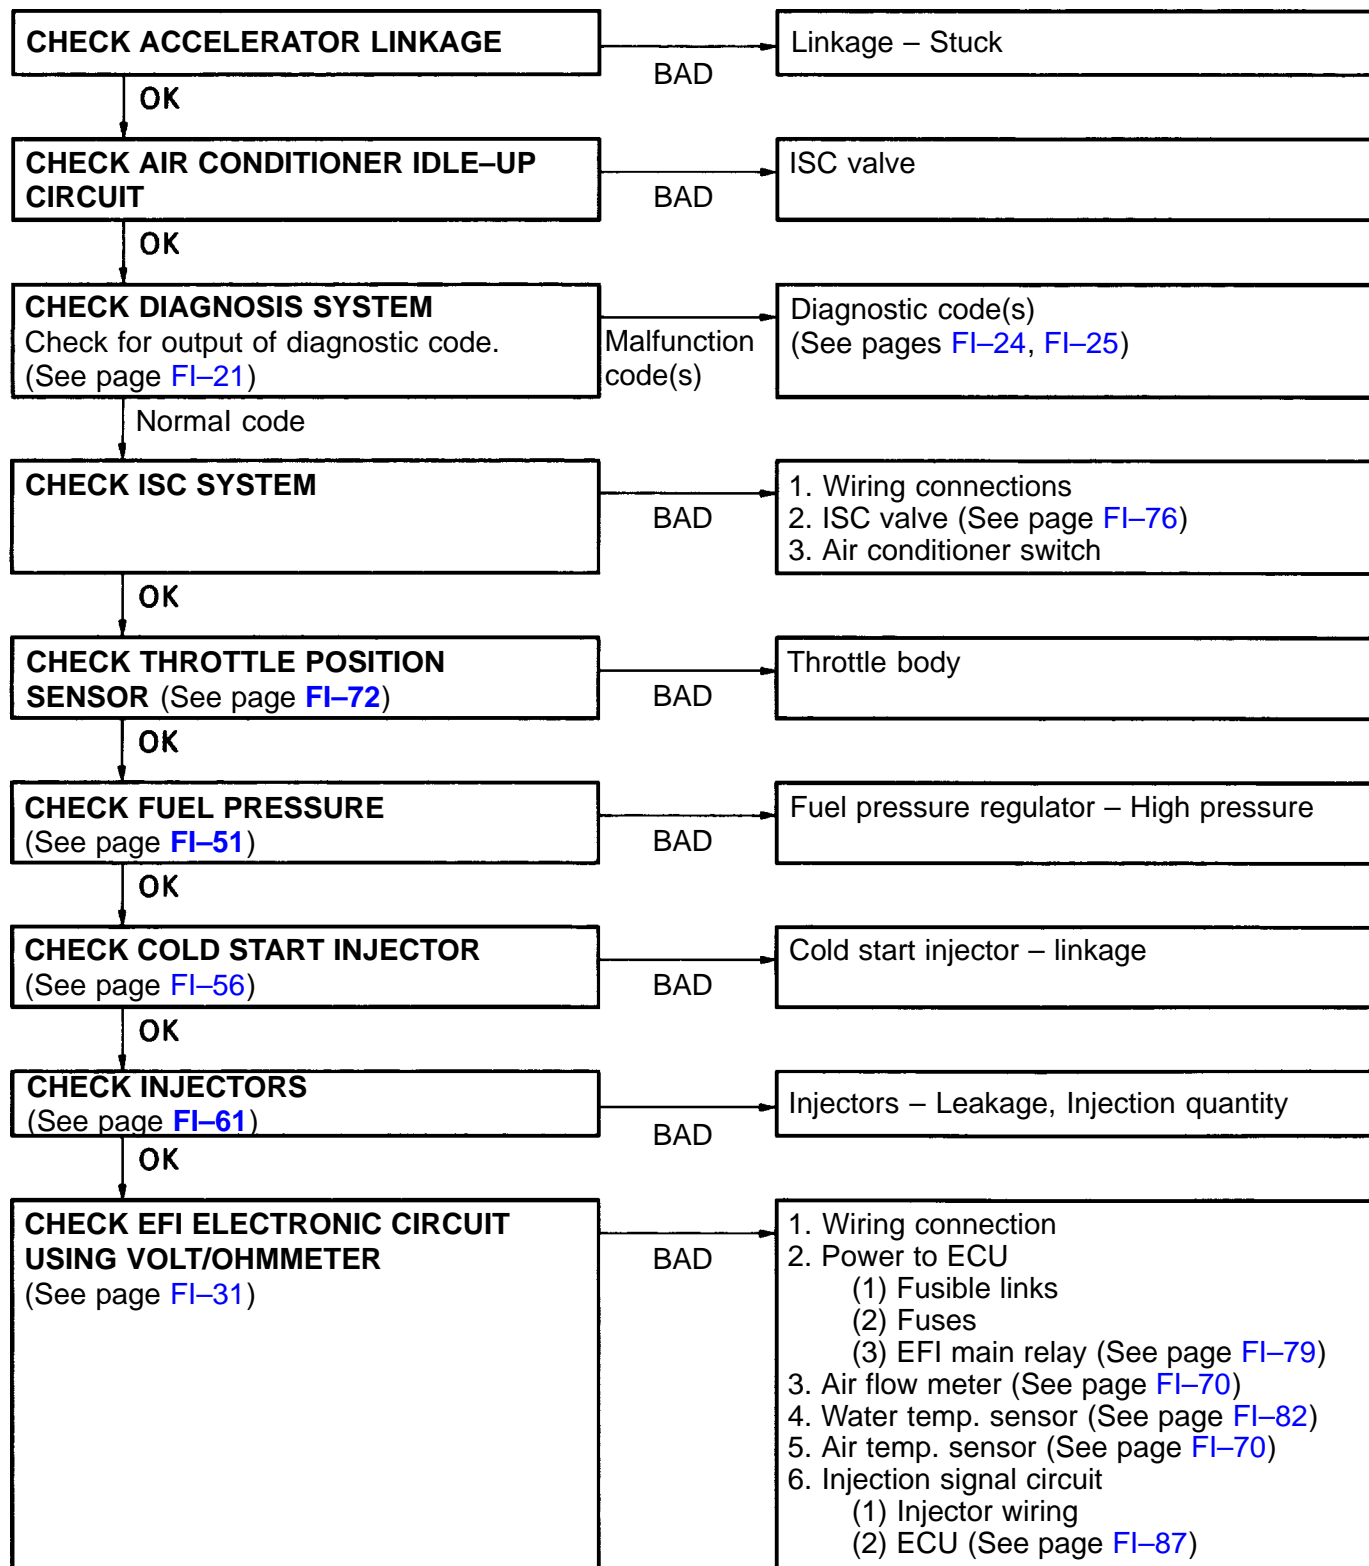 CHECK ACCELERATOR LINKAGE
BAD
Linkage – Stuck
OK
CHECK AIR CONDITIONER IDLE–UP
CIRCUIT
BAD
ISC valve
OK
CHECK DIAGNOSIS SYSTEM
Check for output of diagnostic code.
(See page FI–21)
Malfunction
code(s)
Diagnostic code(s)
(See pages FI–24, FI–25)
Normal code
CHECK ISC SYSTEM
BAD
1. Wiring connections
2. ISC valve (See page FI–76)
3. Air conditioner switch
OK
CHECK THROTTLE POSITION
SENSOR (See page FI–72)
BAD
Throttle body
OK
CHECK FUEL PRESSURE
(See page FI–51)
BAD
Fuel pressure regulator – High pressure
OK
CHECK COLD START INJECTOR
(See page FI–56)
BAD
Cold start injector – linkage
OK
CHECK INJECTORS
(See page FI–61)
BAD
Injectors – Leakage, Injection quantity
OK
CHECK EFI ELECTRONIC CIRCUIT
USING VOLT/OHMMETER
(See page FI–31)
BAD
1. Wiring connection
2. Power to ECU
(1) Fusible links
(2) Fuses
(3) EFI main relay (See page FI–79)
3. Air flow meter (See page FI–70)
4. Water temp. sensor (See page FI–82)
5. Air temp. sensor (See page FI–70)
6. Injection signal circuit
(1) Injector wiring
(2) ECU (See page FI–87)